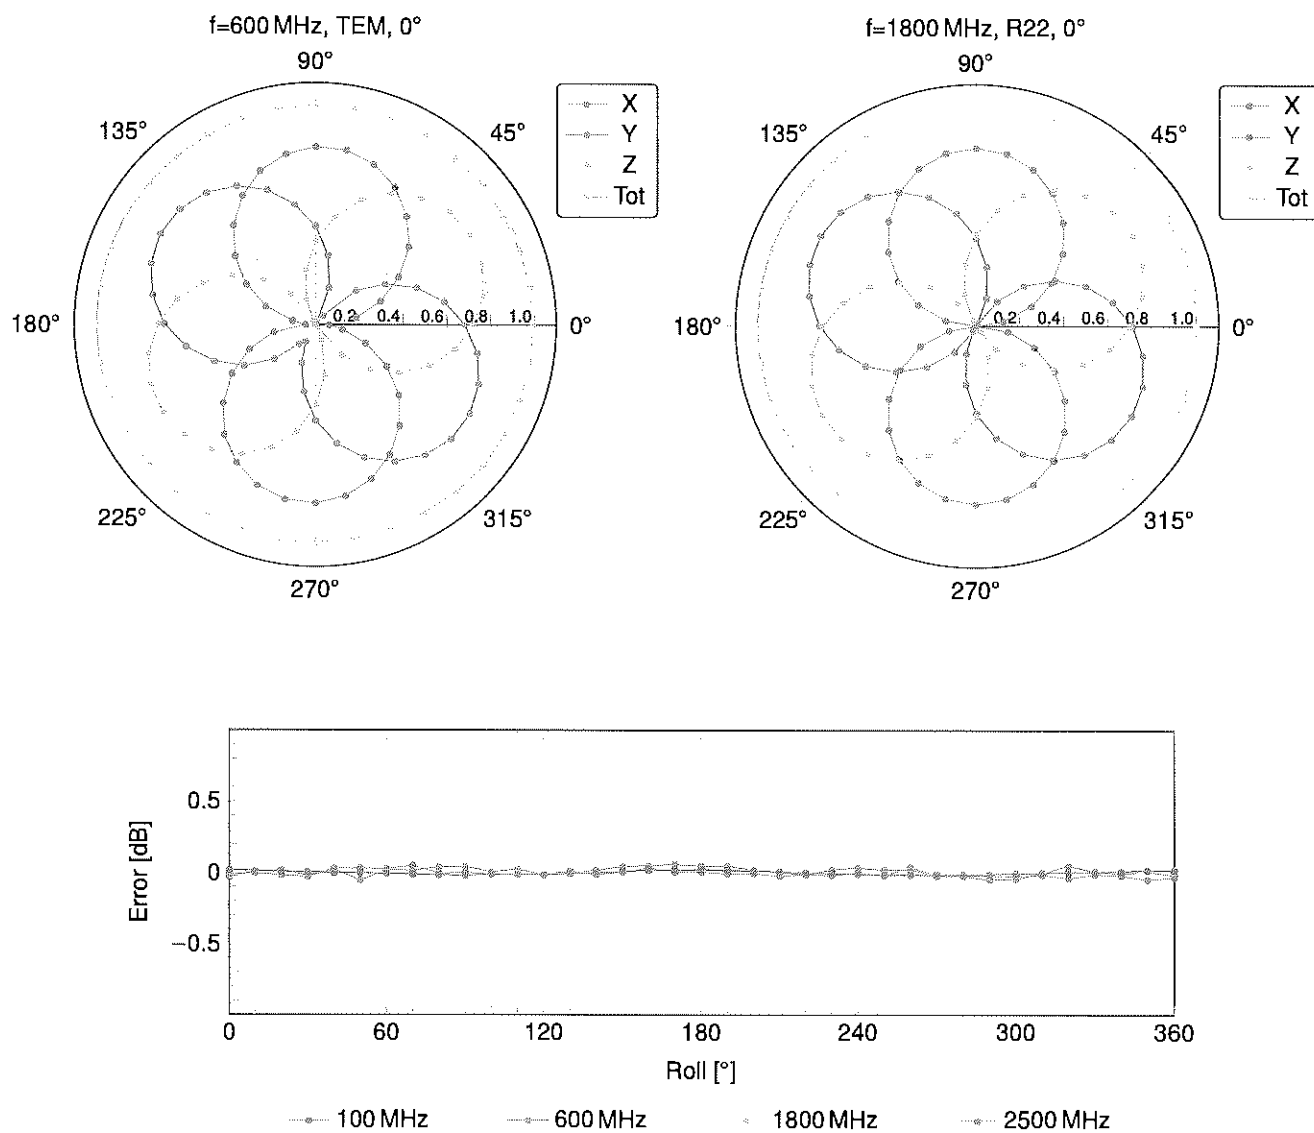 f=600 MHz, TEM, 0°
90°
135°
45°
X
Y
Z
Tot
180°
0.2 0.4 0.6 0.8 1.0
0°
225°
315°
270°
f=1800 MHz, R22, 0°
90°
135°
45°
X
Y
Z
Tot
180°
0.2 0.4 0.6 0.8 1.0
0°
225°
315°
270°
Error [dB]
0.5
0
−0.5
0 60 120 180 240 300 360
Roll [°]
100 MHz 600 MHz 1800 MHz 2500 MHz